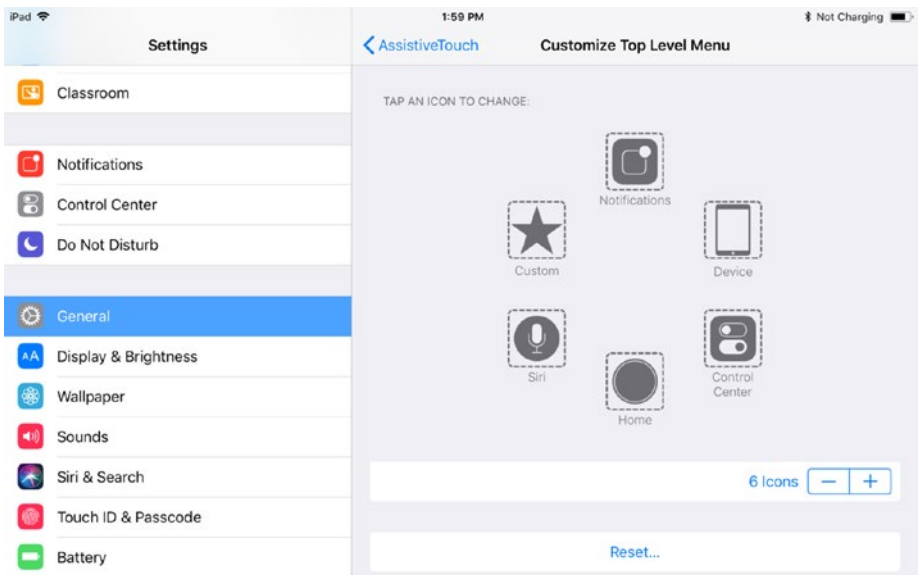 iPad
1:59 PM
Not Charging
Settings
AssistiveTouch
Customize Top Level Menu
Classroom
Notifications
Control Center
Do Not Disturb
General
AA
Display & Brightness
Wallpaper
Sounds
Siri & Search
Touch ID & Passcode
Battery
TAP AN ICON TO CHANGE:
Notifications
Custom
Device
Siri
Control
Center
Home
6 Icons
Reset...